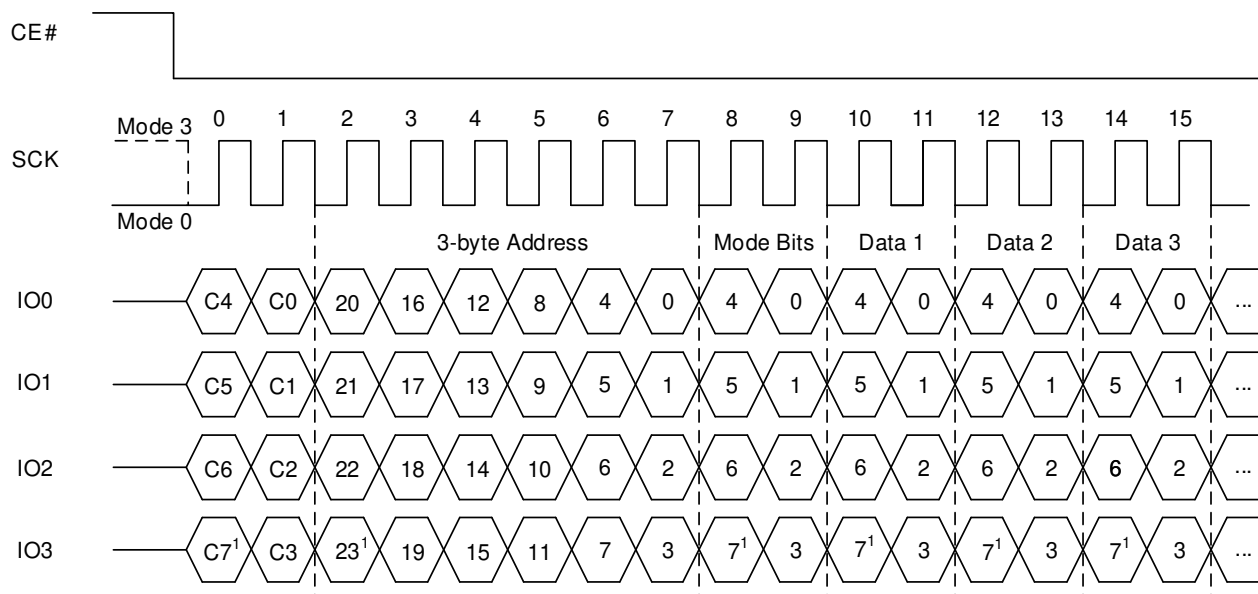 CE#
Mode 3 0 1 2 3 4 5 6 7 8 9 10 11 12 13 14 15
SCK
Mode 0
3-byte Address Mode Bits Data 1 Data 2 Data 3
IO0 C4 C0 20 16 12 8 4 0 4 0 4 0 4 0 4 0 ...
IO1 C5 C1 21 17 13 9 5 1 5 1 5 1 5 1 5 1 ...
IO2 C6 C2 22 18 14 10 6 2 6 2 6 2 6 2 6 2 ...
IO3 C7¹ C3 23¹ 19 15 11 7 3 7¹ 3 7¹ 3 7¹ 3 7¹ 3 ...